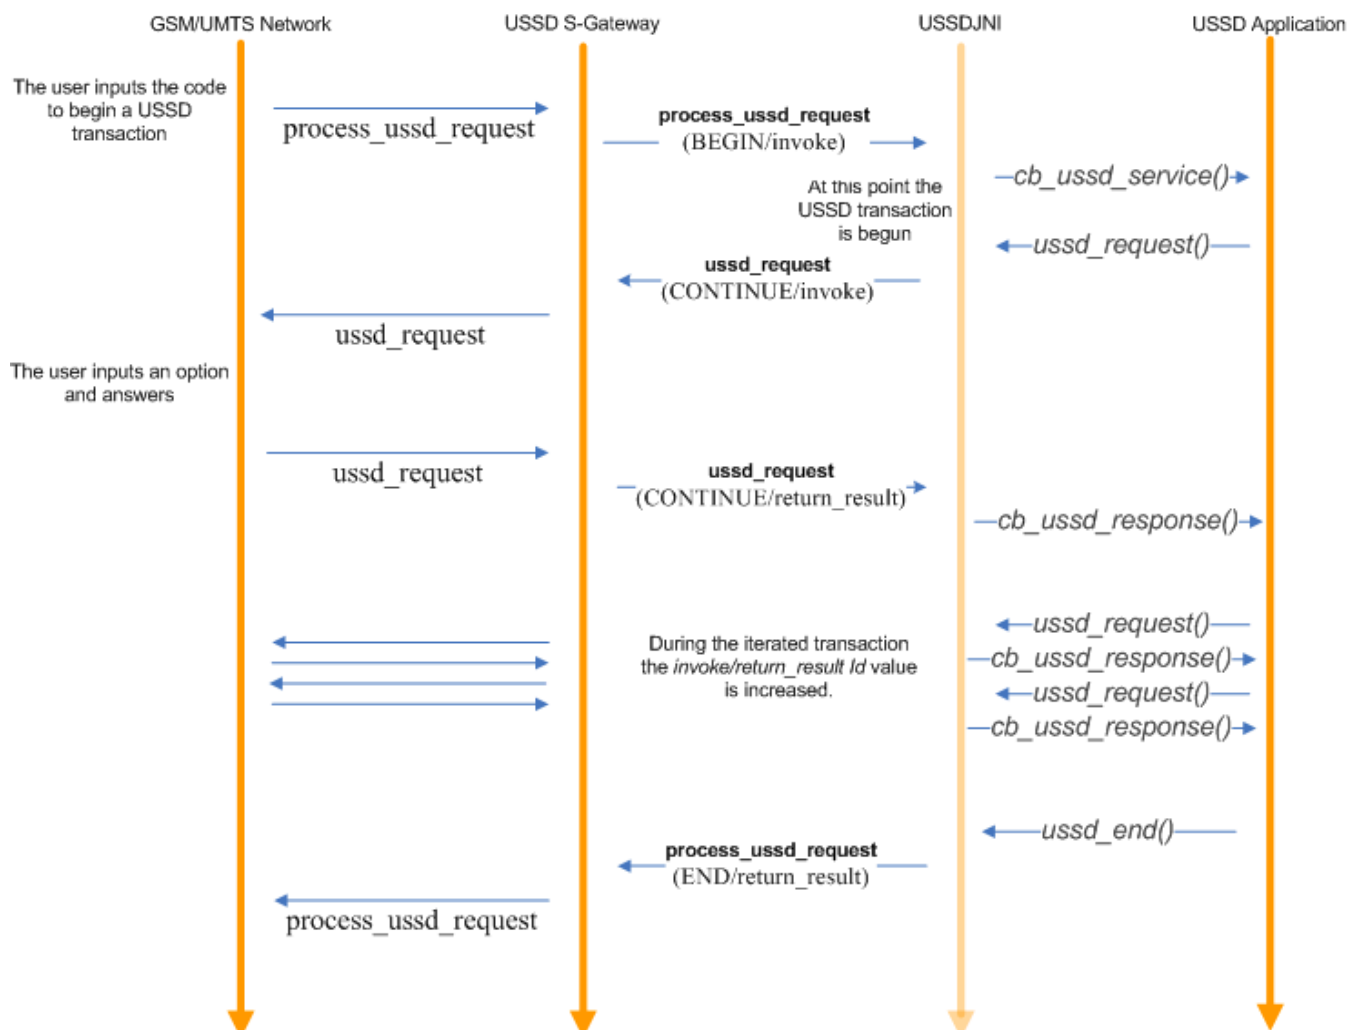 GSM/UMTS Network
USSD S-Gateway
USSDJNI
USSD Application
The user inputs the code
to begin a USSD
transaction
process_ussd_request
process_ussd_request
(BEGIN/invoke)
cb_ussd_service()
At this point the
USSD transaction
is begun
ussd_request()
ussd_request
(CONTINUE/invoke)
ussd_request
The user inputs an option
and answers
ussd_request
ussd_request
(CONTINUE/return_result)
cb_ussd_response()
During the iterated transaction
the invoke/return_result Id value
is increased.
ussd_request()
cb_ussd_response()
ussd_request()
cb_ussd_response()
ussd_end()
process_ussd_request
(END/return_result)
process_ussd_request